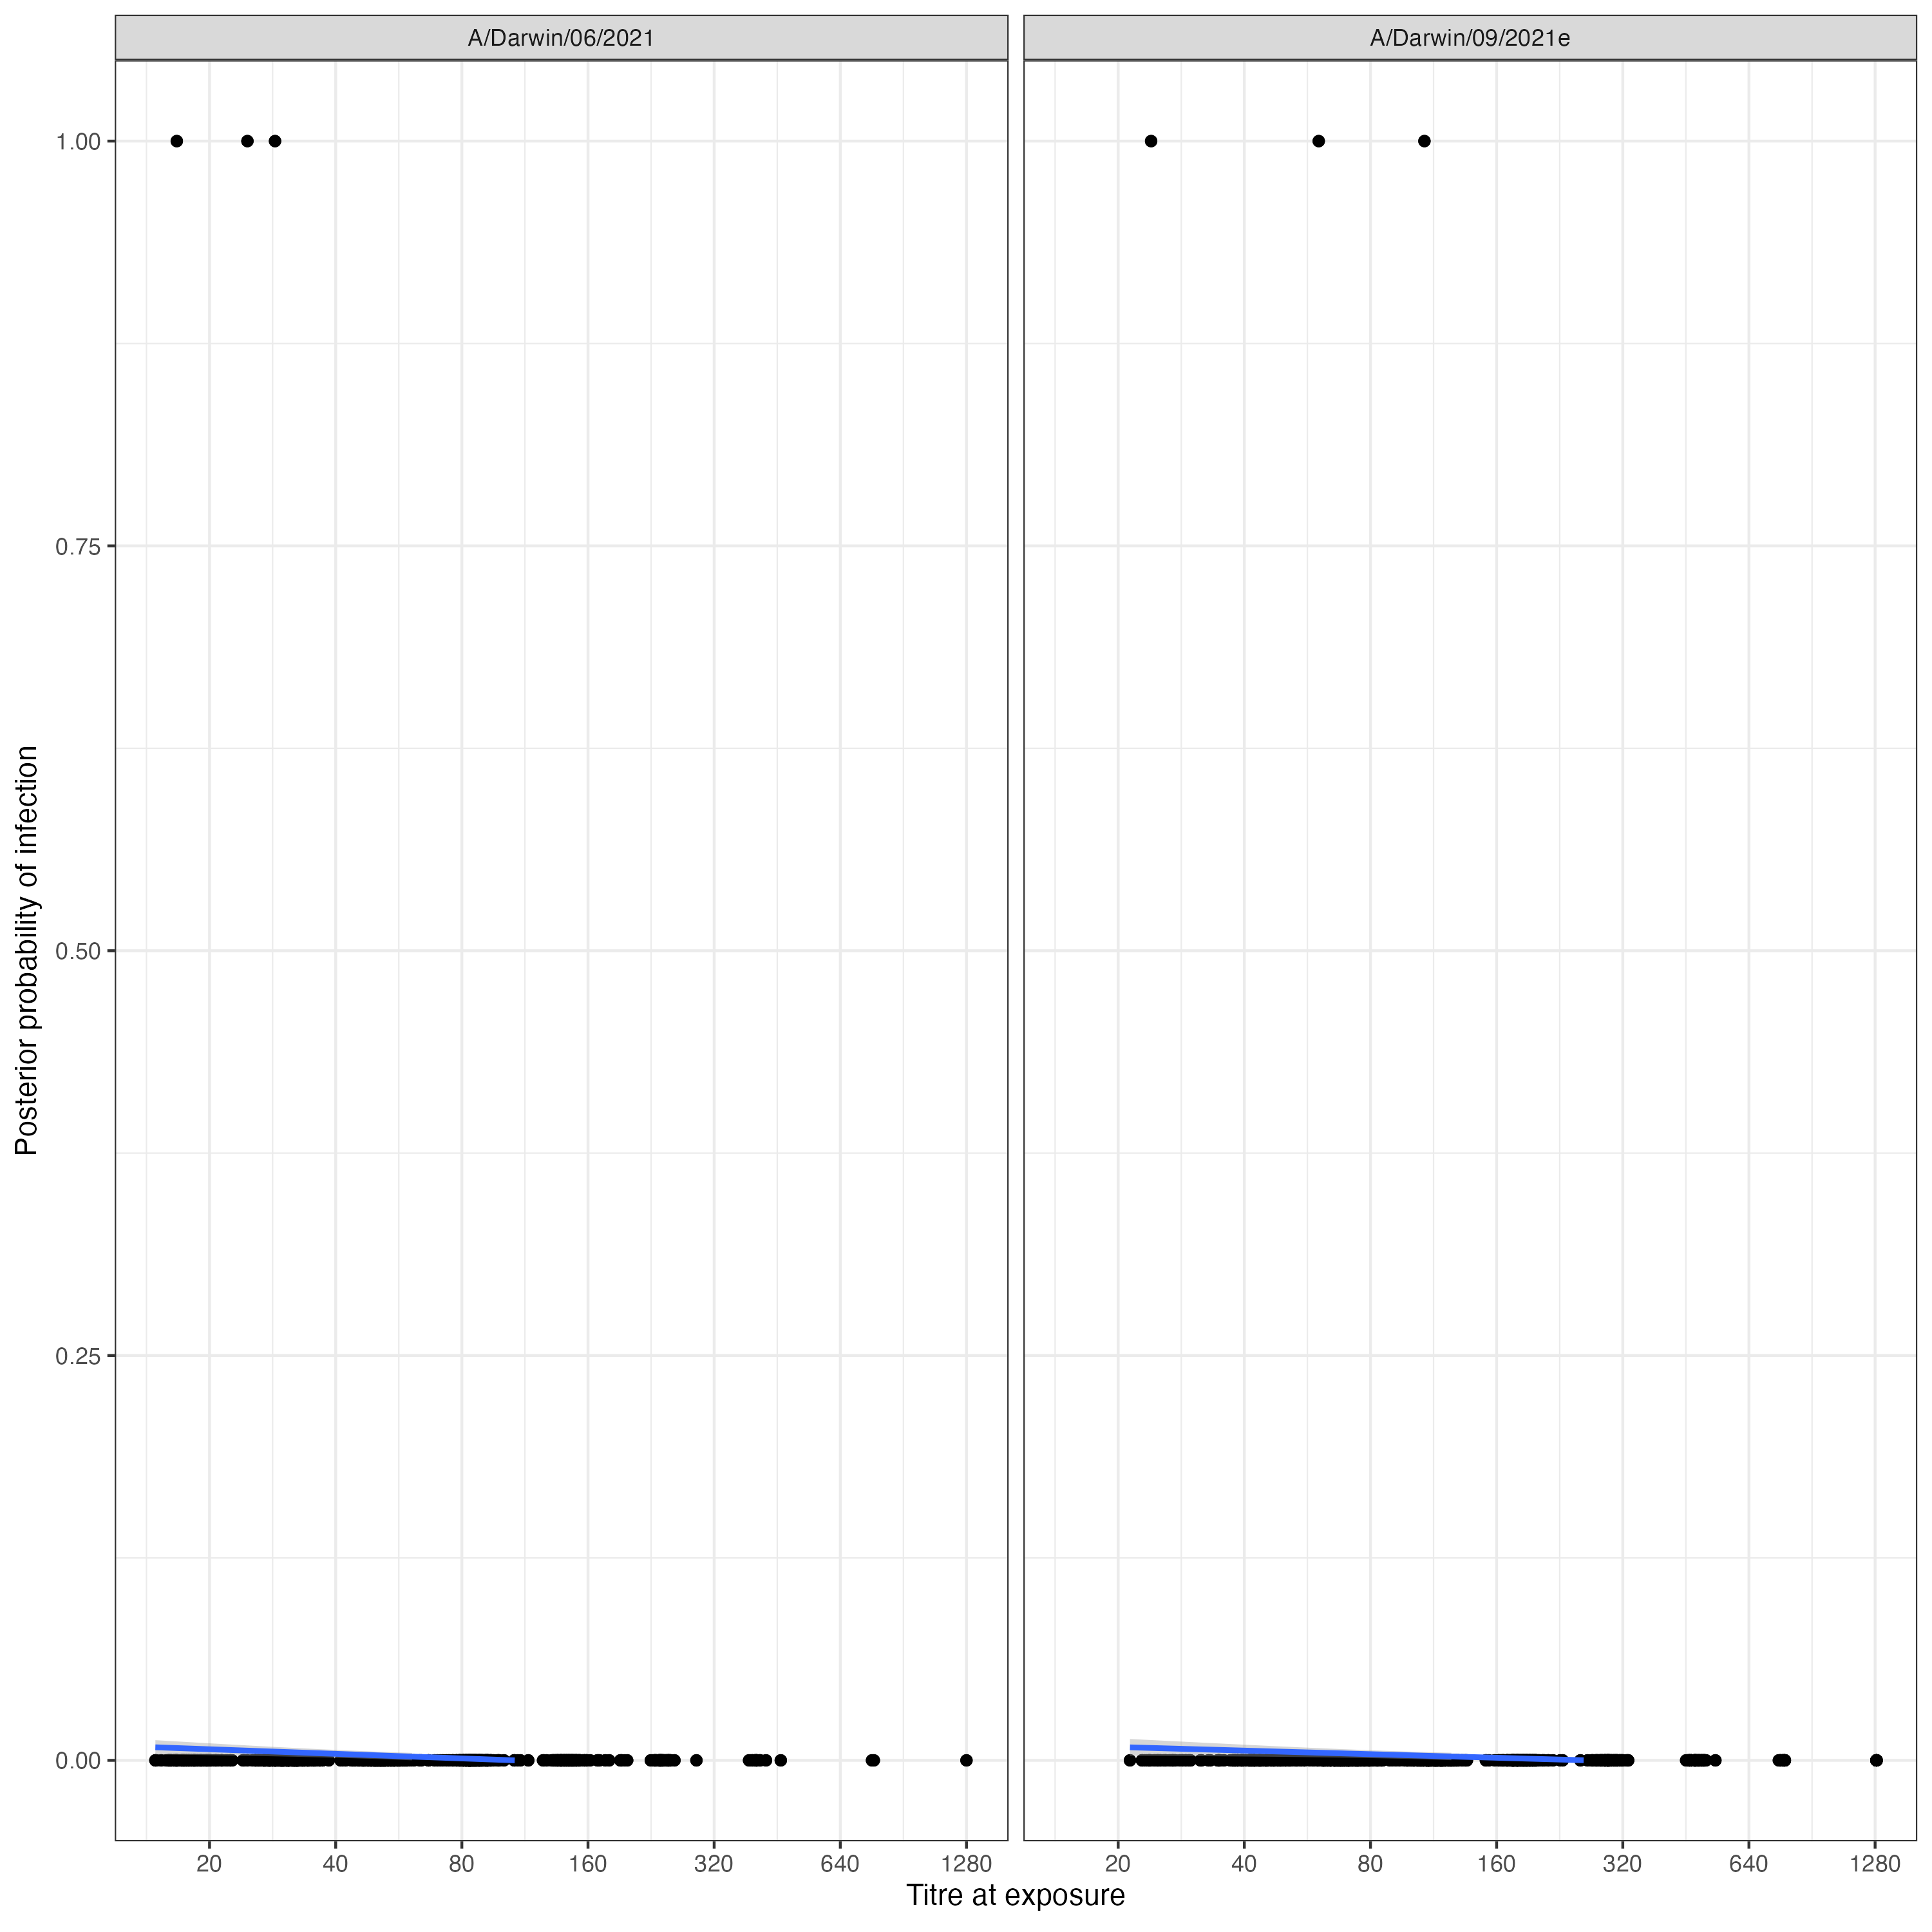 A/Darwin/06/2021
A/Darwin/09/2021e
Posterior probability of infection
1.00
0.75
0.50
0.25
0.00
20 40 80 160 320 640 1280
20 40 80 160 320 640 1280
Titre at exposure